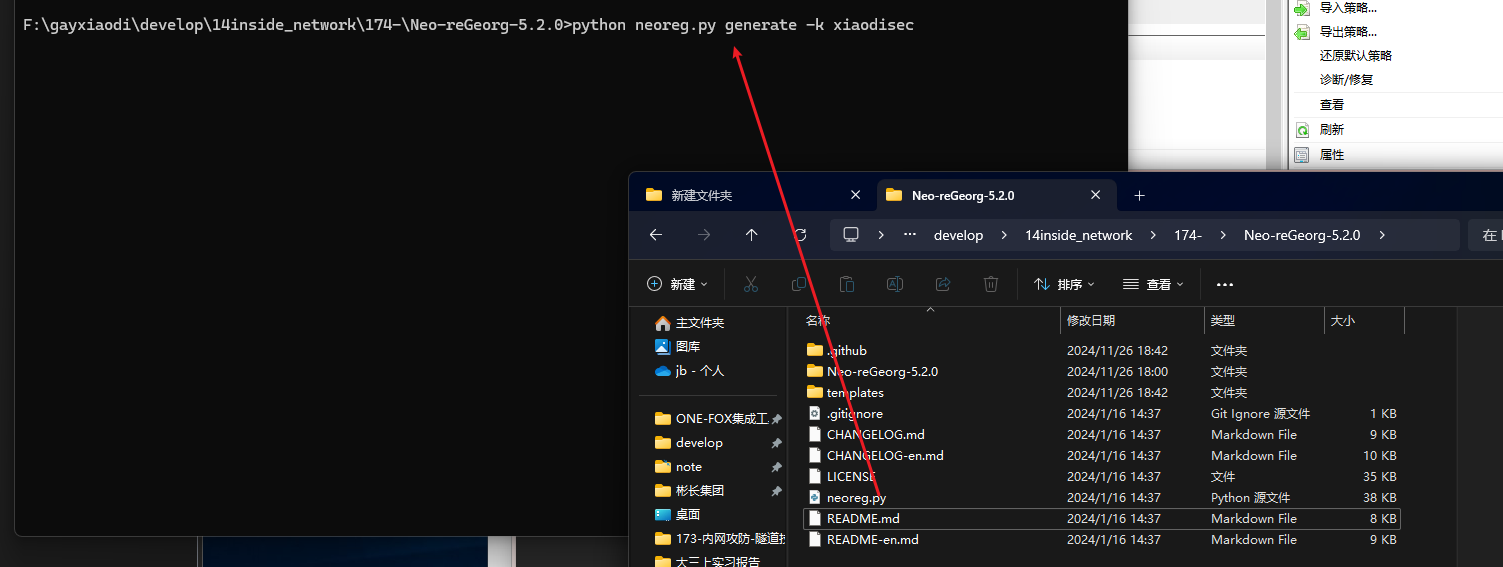 F:\gayxiaodi\develop\14inside_network\174-\Neo-reGeorg-5.2.0>python neoreg.py generate -k xiaodisec
导入策略...
导出策略...
还原默认策略
诊断/修复
查看
刷新
属性
新建文件夹
Neo-reGeorg-5.2.0
develop > 14inside_network > 174- > Neo-reGeorg-5.2.0 >
在
新建
排序
查看
主文件夹
图库
jb - 个人
ONE-FOX集成工
develop
note
彬长集团
桌面
173-内网攻防-隧道技
大三上实习报告
名称 修改日期 类型 大小
.github 2024/11/26 18:42 文件夹
Neo-reGeorg-5.2.0 2024/11/26 18:00 文件夹
templates 2024/11/26 18:42 文件夹
.gitignore 2024/1/16 14:37 Git Ignore 源文件 1 KB
CHANGELOG.md 2024/1/16 14:37 Markdown File 9 KB
CHANGELOG-en.md 2024/1/16 14:37 Markdown File 10 KB
LICENSE 2024/1/16 14:37 文件 35 KB
neoreg.py 2024/1/16 14:37 Python 源文件 38 KB
README.md 2024/1/16 14:37 Markdown File 8 KB
README-en.md 2024/1/16 14:37 Markdown File 9 KB